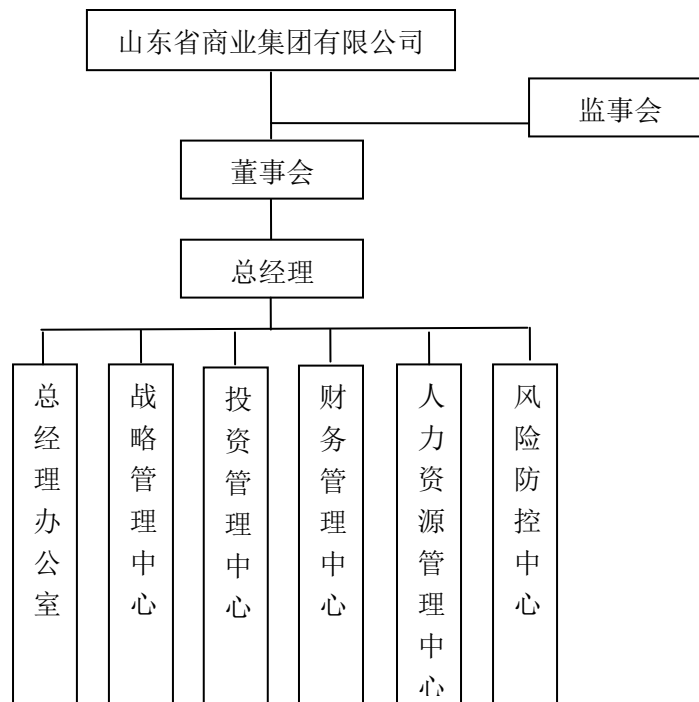 山东省商业集团有限公司
监事会
董事会
总经理
总经理办公室
战略管理中心
投资管理中心
财务管理中心
人力资源管理中心
风险防控中心